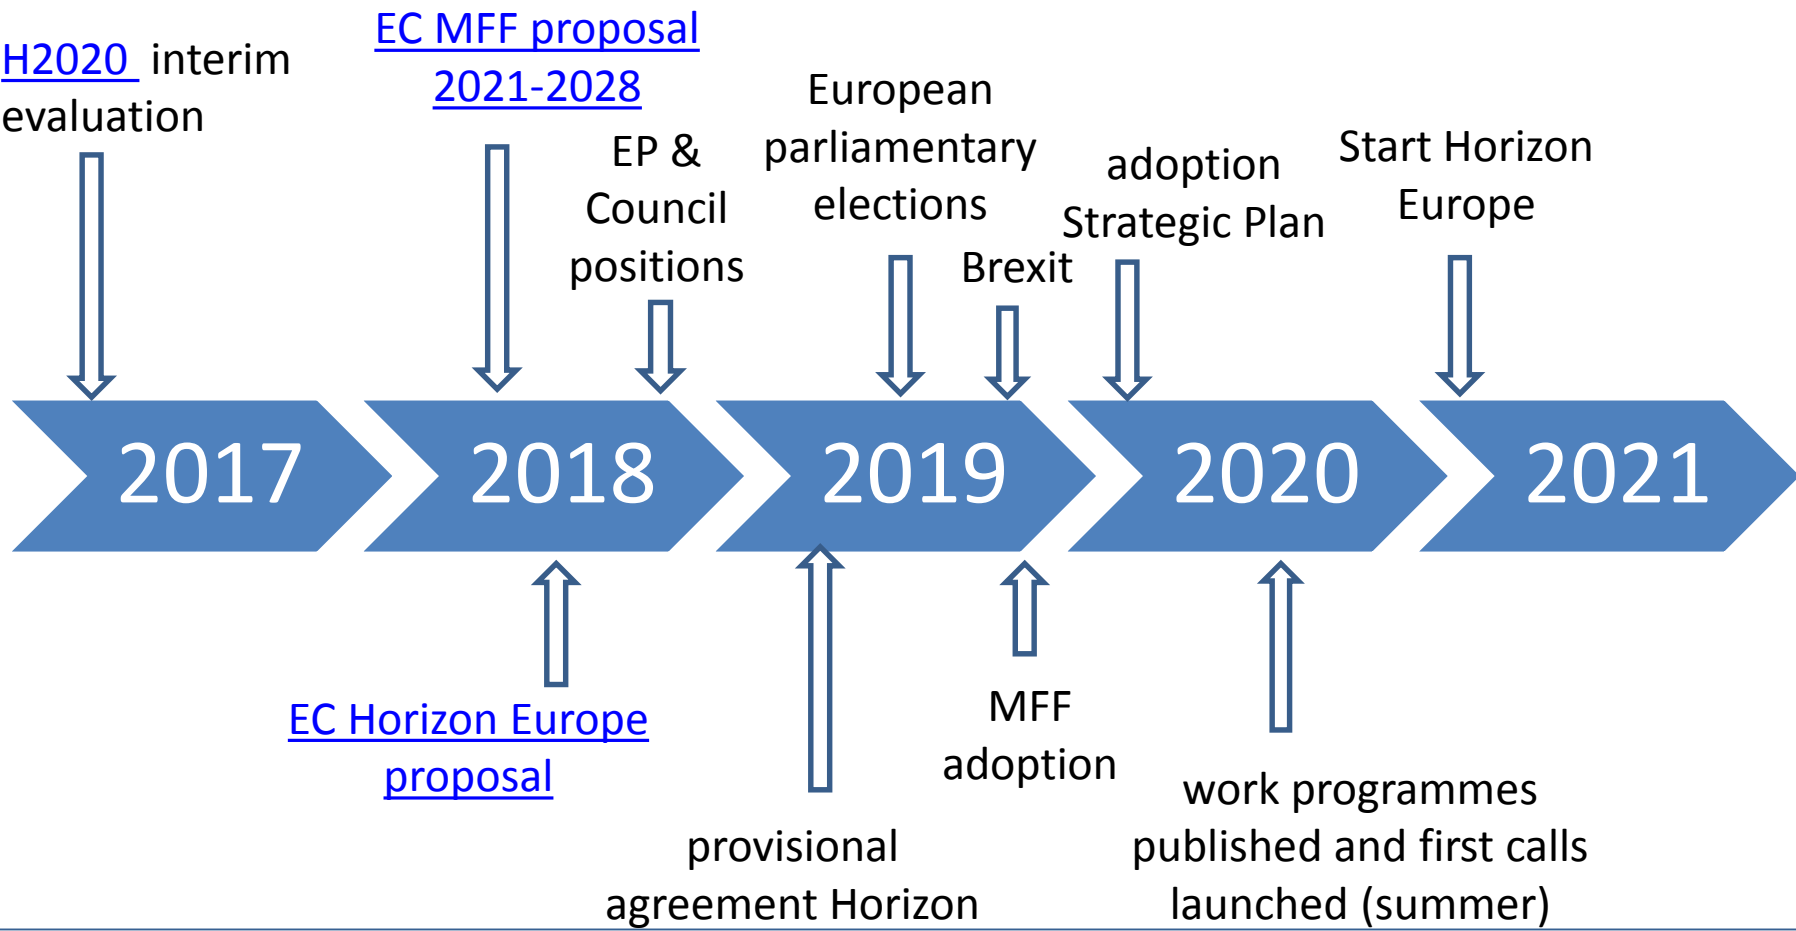 H2020 interim
evaluation
EC MFF proposal
2021-2028
EP &
Council
positions
European
parliamentary
elections
Brexit
adoption
Strategic Plan
Start Horizon
Europe
2017
2018
2019
2020
2021
EC Horizon Europe
proposal
provisional
agreement Horizon
MFF
adoption
work programmes
published and first calls
launched (summer)